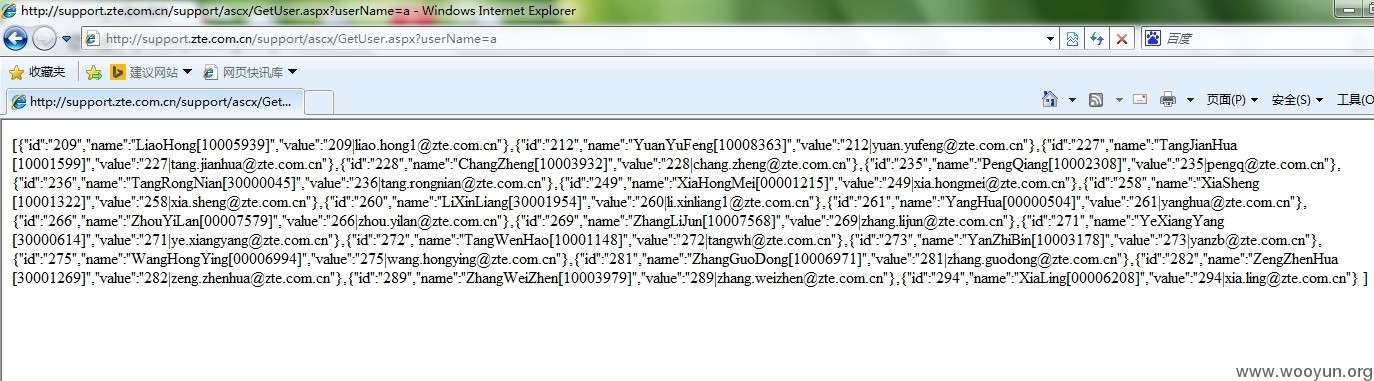 http://support.zte.com.cn/support/ascx/GetUser.aspx?userName=a - Windows Internet Explorer
http://support.zte.com.cn/support/ascx/GetUser.aspx?userName=a
百度
收藏夹 建议网站 网页快讯库
http://support.zte.com.cn/support/ascx/Get... 页面(P) 安全(S) 工具(O
[{"id":"209","name":"LiaoHong[10005939]","value":"209|liao.hong1@zte.com.cn"},{"id":"212","name":"YuanYuFeng[10008363]","value":"212|yuan.yufeng@zte.com.cn"},{"id":"227","name":"TangJianHua
[10001599]","value":"227|tang.jianhua@zte.com.cn"},{"id":"228","name":"ChangZheng[10003932]","value":"228|chang.zheng@zte.com.cn"},{"id":"235","name":"PengQiang[10002308]","value":"235|pengq@zte.com.cn"},
{"id":"236","name":"TangRongNian[30000045]","value":"236|tang.rongnian@zte.com.cn"},{"id":"249","name":"XiaHongMei[00001215]","value":"249|xia.hongmei@zte.com.cn"},{"id":"258","name":"XiaSheng
[10001322]","value":"258|xia.sheng@zte.com.cn"},{"id":"260","name":"LiXinLiang[30001954]","value":"260|li.xinliang1@zte.com.cn"},{"id":"261","name":"YangHua[00000504]","value":"261|yanghua@zte.com.cn"},
{"id":"266","name":"ZhouYiLan[00007579]","value":"266|zhou.yilan@zte.com.cn"},{"id":"269","name":"ZhangLiJun[10007568]","value":"269|zhang.lijun@zte.com.cn"},{"id":"271","name":"YeXiangYang
[30000614]","value":"271|ye.xiangyang@zte.com.cn"},{"id":"272","name":"TangWenHao[10001148]","value":"272|tangwh@zte.com.cn"},{"id":"273","name":"YanZhiBin[10003178]","value":"273|yanzb@zte.com.cn"},
{"id":"275","name":"WangHongYing[00006994]","value":"275|wang.hongying@zte.com.cn"},{"id":"281","name":"ZhangGuoDong[10006971]","value":"281|zhang.guodong@zte.com.cn"},{"id":"282","name":"ZengZhenHua
[30001269]","value":"282|zeng.zhenhua@zte.com.cn"},{"id":"289","name":"ZhangWeiZhen[10003979]","value":"289|zhang.weizhen@zte.com.cn"},{"id":"294","name":"XiaLing[00006208]","value":"294|xia.ling@zte.com.cn"} ]
www.wooyun.org